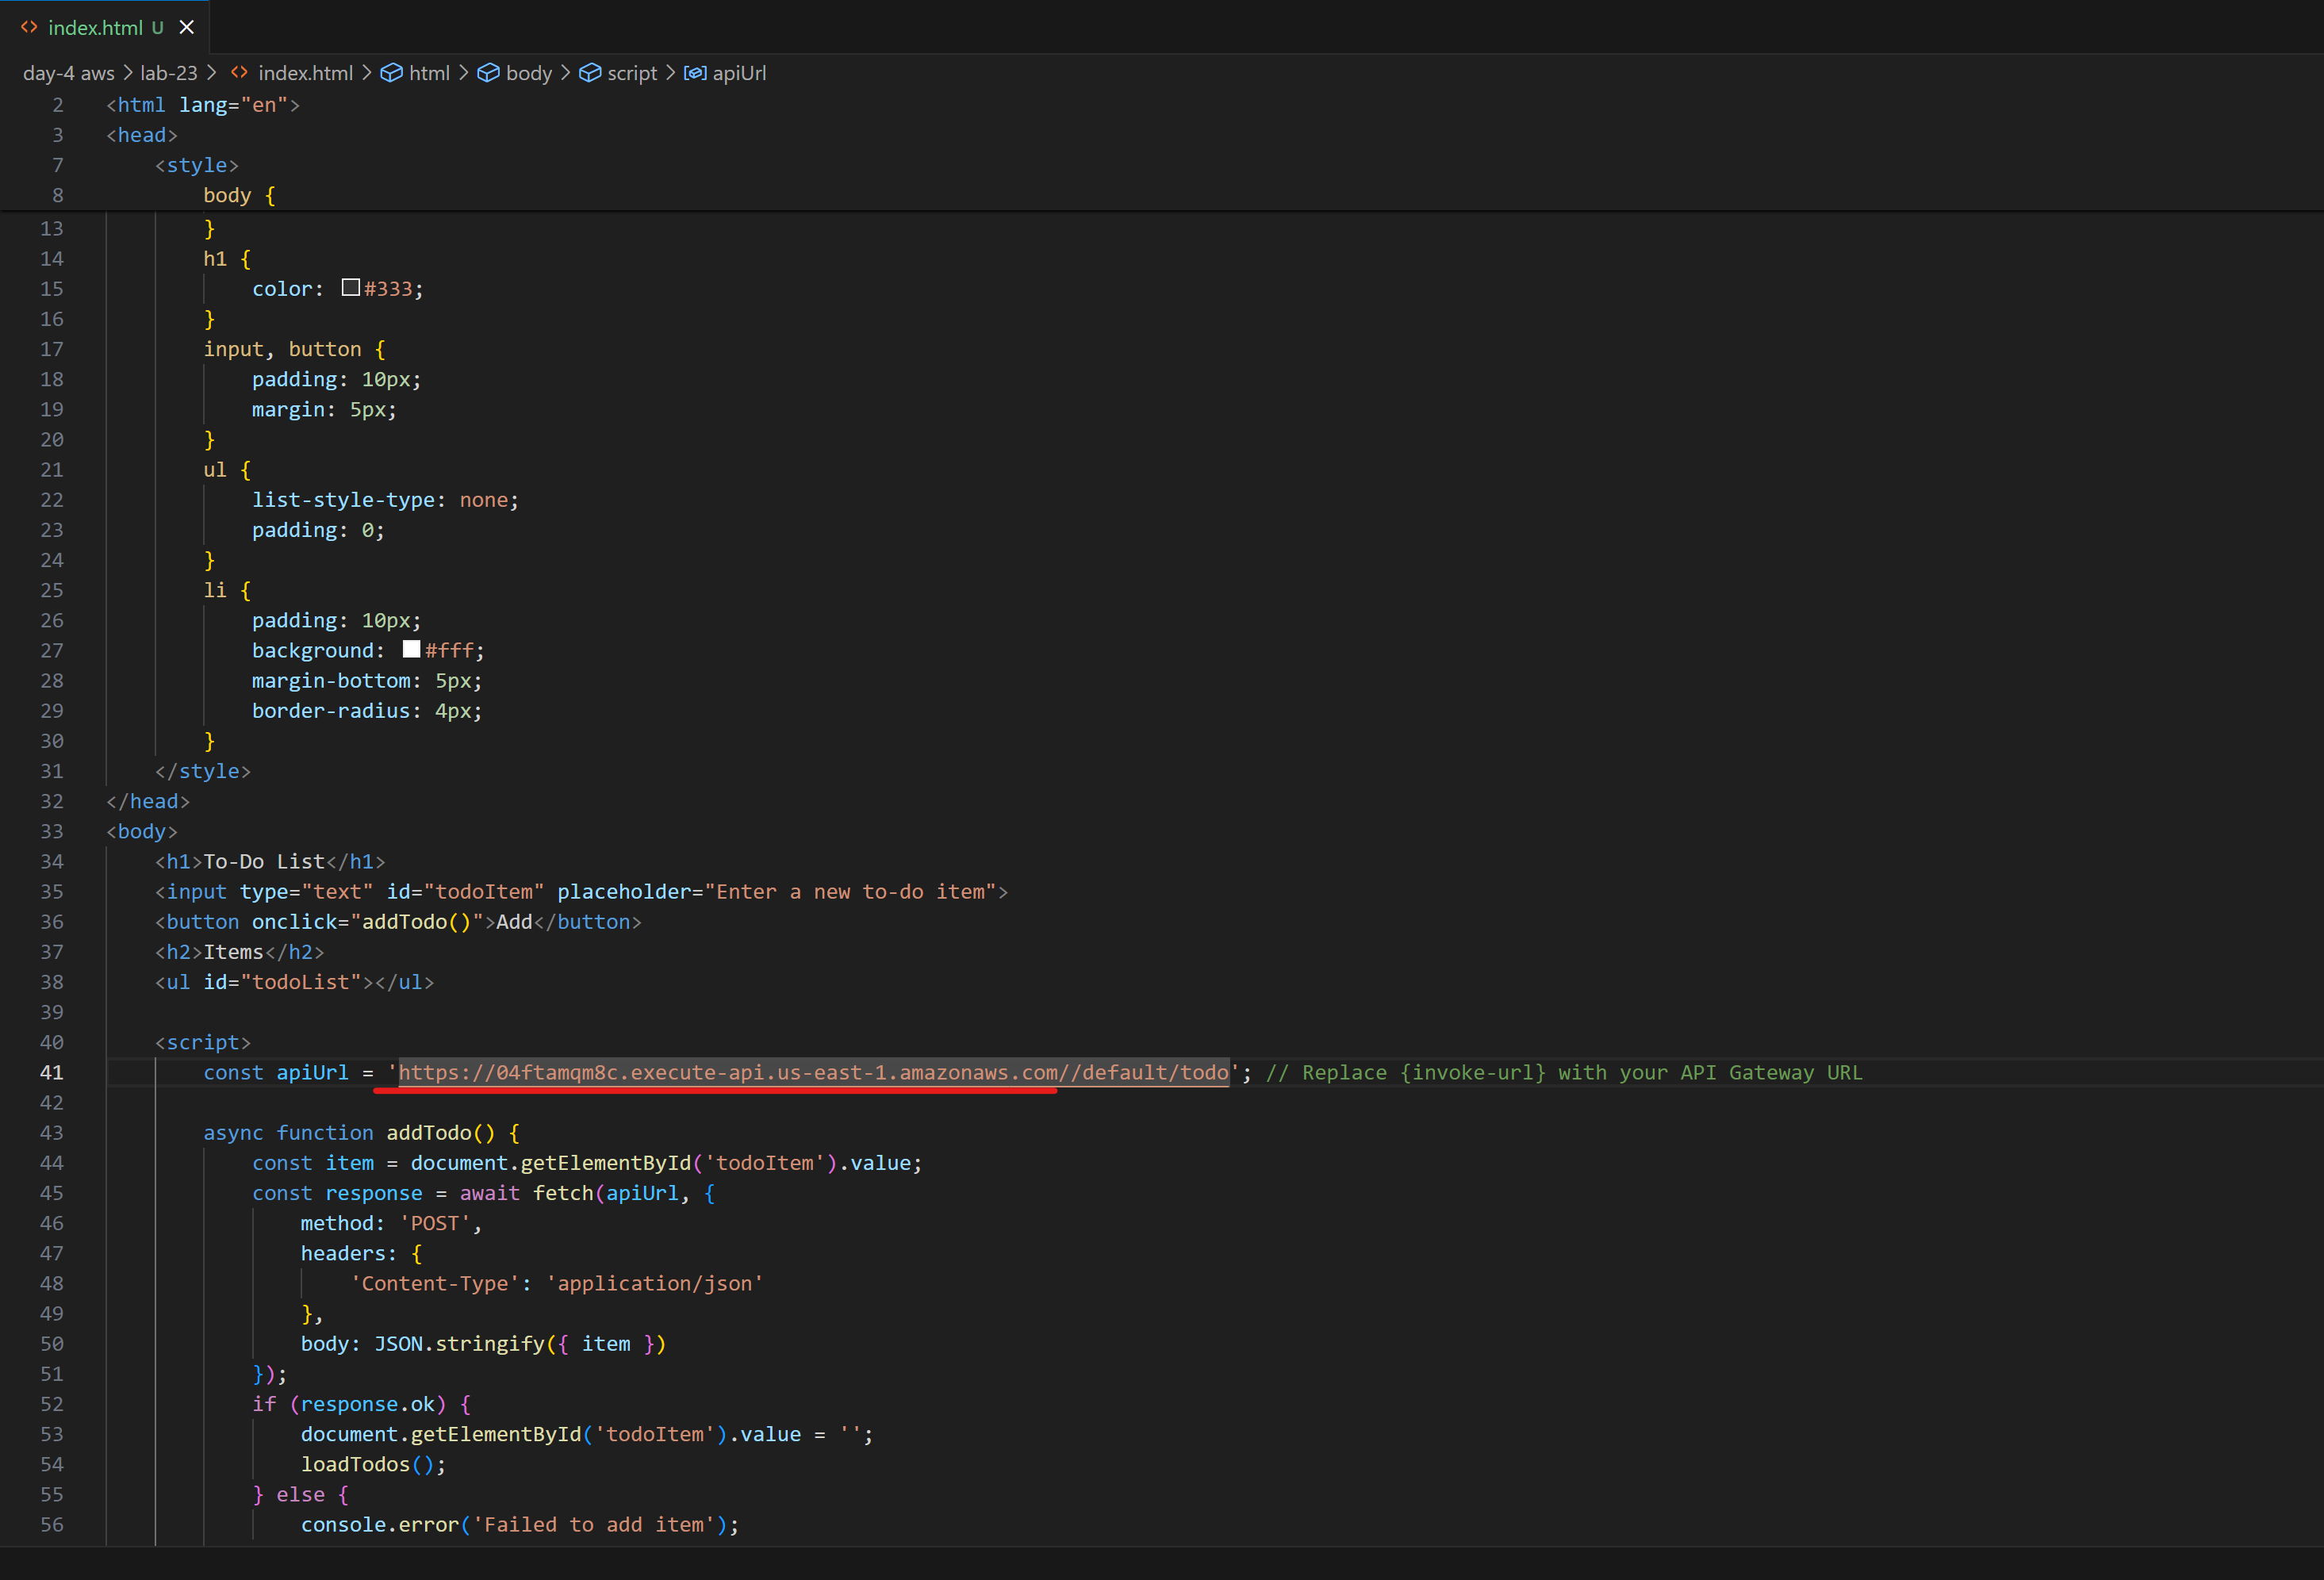 index.html U
day-4 aws > lab-23 > index.html > html > body > script > apiUrl
2 <html lang="en">
3 <head>
7 <style>
8 body {
13 }
14 h1 {
15 color: #333;
16 }
17 input, button {
18 padding: 10px;
19 margin: 5px;
20 }
21 ul {
22 list-style-type: none;
23 padding: 0;
24 }
25 li {
26 padding: 10px;
27 background: #fff;
28 margin-bottom: 5px;
29 border-radius: 4px;
30 }
31 </style>
32 </head>
33 <body>
34 <h1>To-Do List</h1>
35 <input type="text" id="todoItem" placeholder="Enter a new to-do item">
36 <button onclick="addTodo()">Add</button>
37 <h2>Items</h2>
38 <ul id="todoList"></ul>
39
40 <script>
41 const apiUrl = 'https://04ftamqm8c.execute-api.us-east-1.amazonaws.com//default/todo'; // Replace {invoke-url} with your API Gateway URL
42
43 async function addTodo() {
44 const item = document.getElementById('todoItem').value;
45 const response = await fetch(apiUrl, {
46 method: 'POST',
47 headers: {
48 'Content-Type': 'application/json'
49 },
50 body: JSON.stringify({ item })
51 });
52 if (response.ok) {
53 document.getElementById('todoItem').value = '';
54 loadTodos();
55 } else {
56 console.error('Failed to add item');